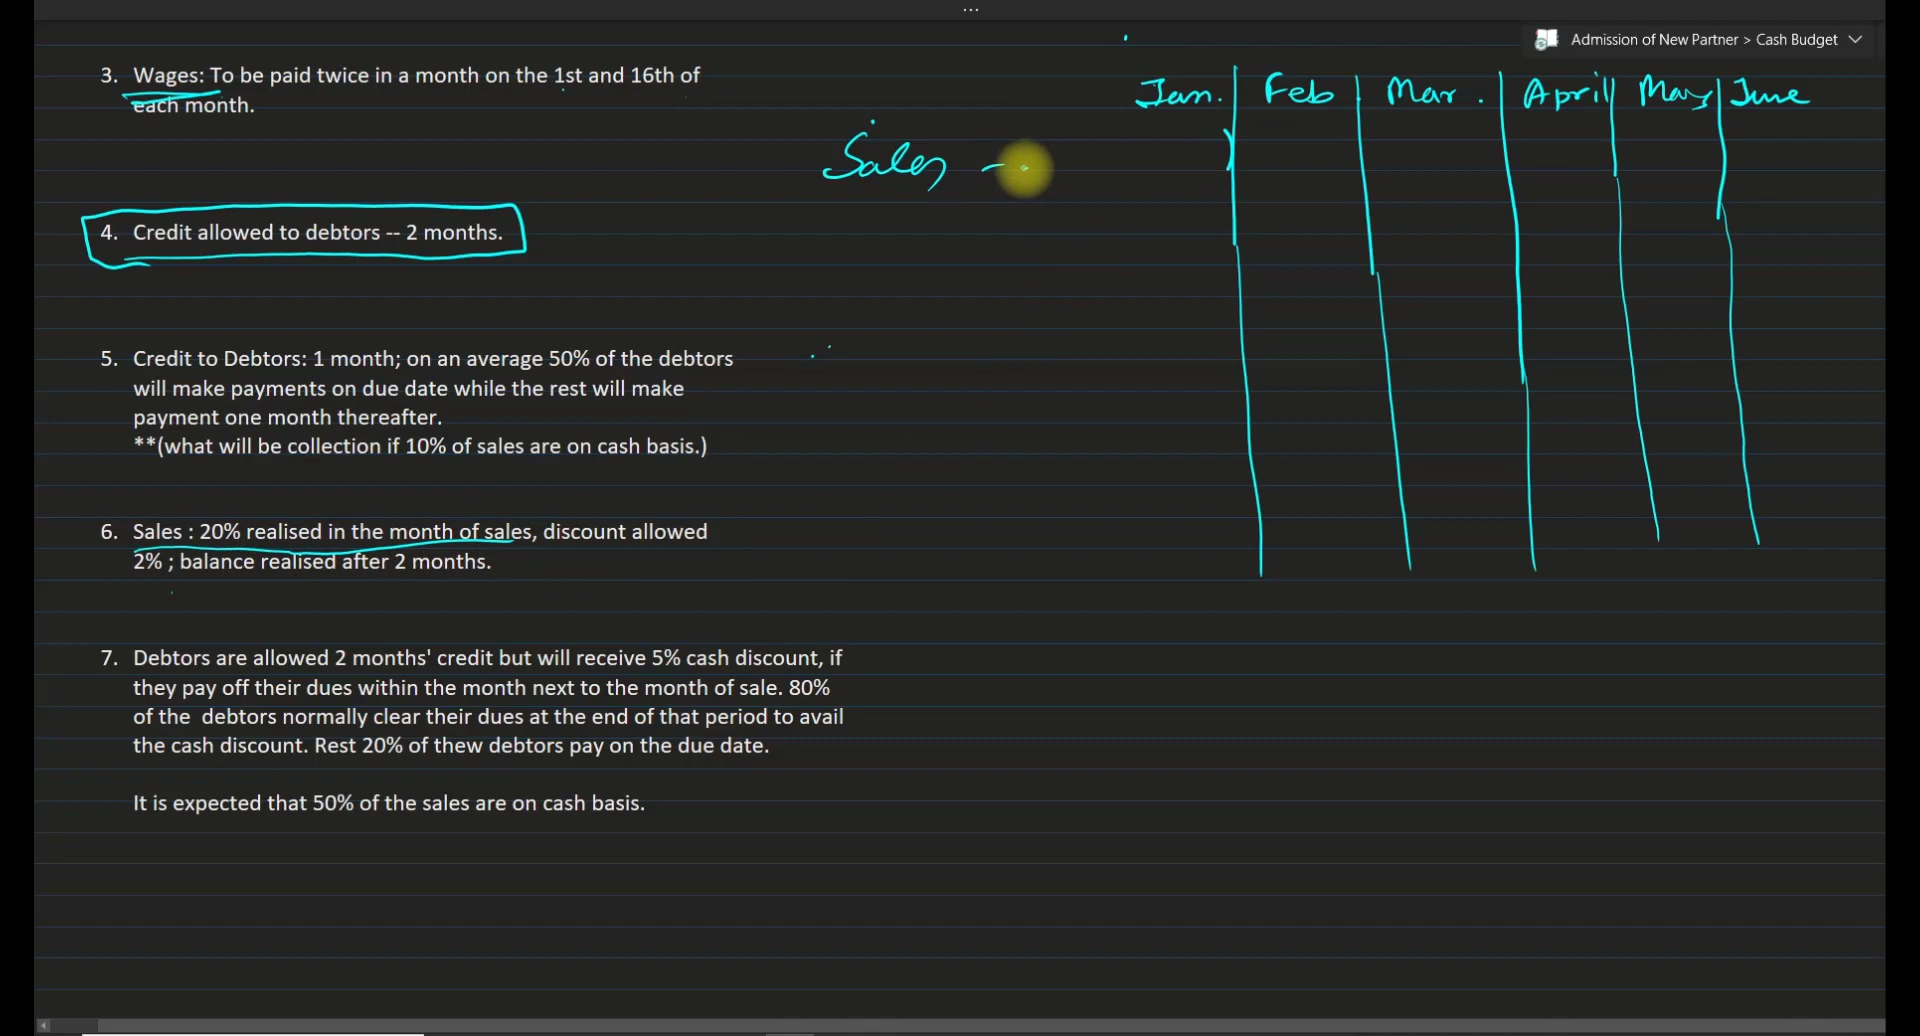 ...
Admission of New Partner > Cash Budget
3. Wages: To be paid twice in a month on the 1st and 16th of
each month.
Jan. Feb Mar. April May June
Sales -
4. Credit allowed to debtors -- 2 months.
5. Credit to Debtors: 1 month; on an average 50% of the debtors
will make payments on due date while the rest will make
payment one month thereafter.
**(what will be collection if 10% of sales are on cash basis.)
6. Sales : 20% realised in the month of sales, discount allowed
2% ; balance realised after 2 months.
7. Debtors are allowed 2 months' credit but will receive 5% cash discount, if
they pay off their dues within the month next to the month of sale. 80%
of the debtors normally clear their dues at the end of that period to avail
the cash discount. Rest 20% of thew debtors pay on the due date.
It is expected that 50% of the sales are on cash basis.